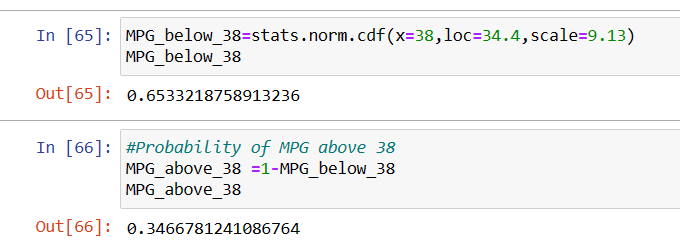 In [65]: MPG_below_38=stats.norm.cdf(x=38,loc=34.4,scale=9.13)
MPG_below_38
Out[65]: 0.6533218758913236
In [66]: #Probability of MPG above 38
MPG_above_38 =1-MPG_below_38
MPG_above_38
Out[66]: 0.3466781241086764